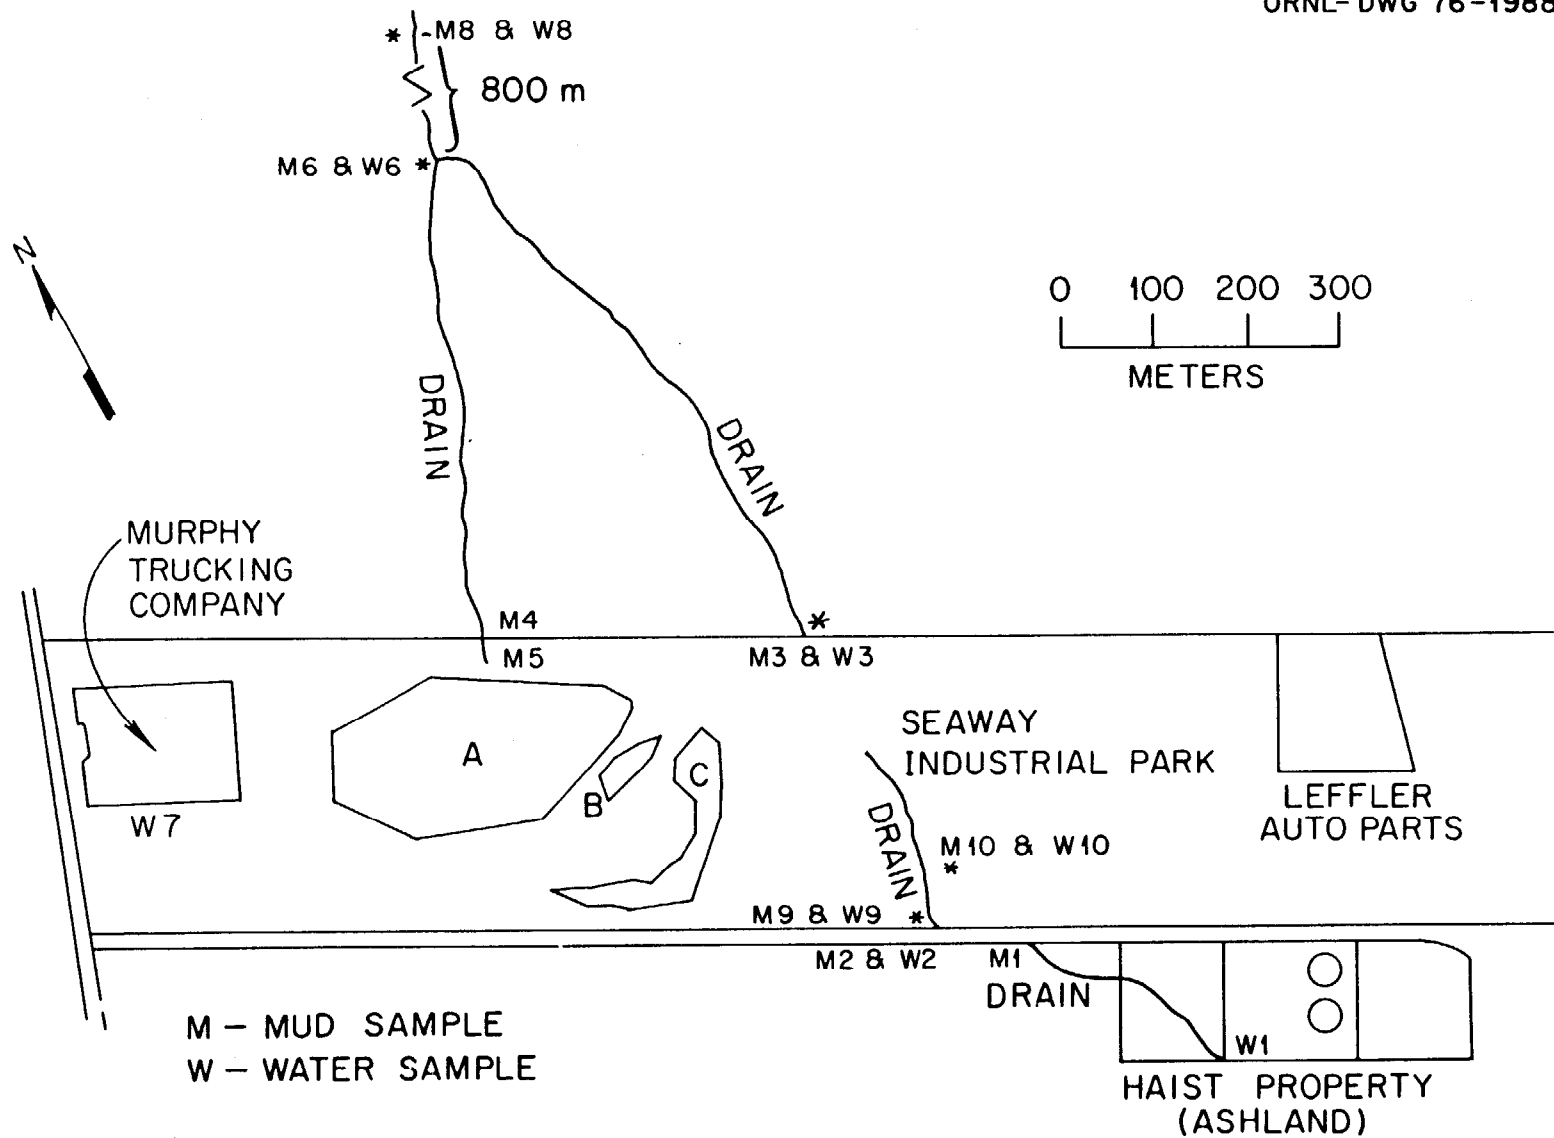 ORNL-DWG 76-1988
M8 & W8
800 m
M6 & W6
N
0 100 200 300
METERS
DRAIN
DRAIN
MURPHY
TRUCKING
COMPANY
M4
M5
M3 & W3
SEAWAY
INDUSTRIAL PARK
A
B
C
W7
LEFFLER
AUTO PARTS
DRAIN
M10 & W10
M9 & W9
M2 & W2
M1
DRAIN
W1
M – MUD SAMPLE
W – WATER SAMPLE
HAIST PROPERTY
(ASHLAND)